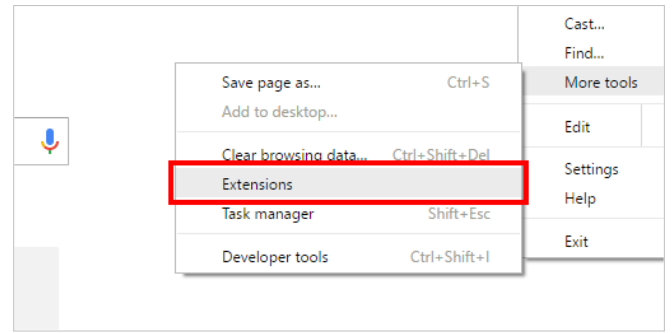 Cast...
Find...
More tools
Edit
Settings
Help
Exit
Save page as... Ctrl+S
Add to desktop...
Clear browsing data... Ctrl+Shift+Del
Extensions
Task manager Shift+Esc
Developer tools Ctrl+Shift+I